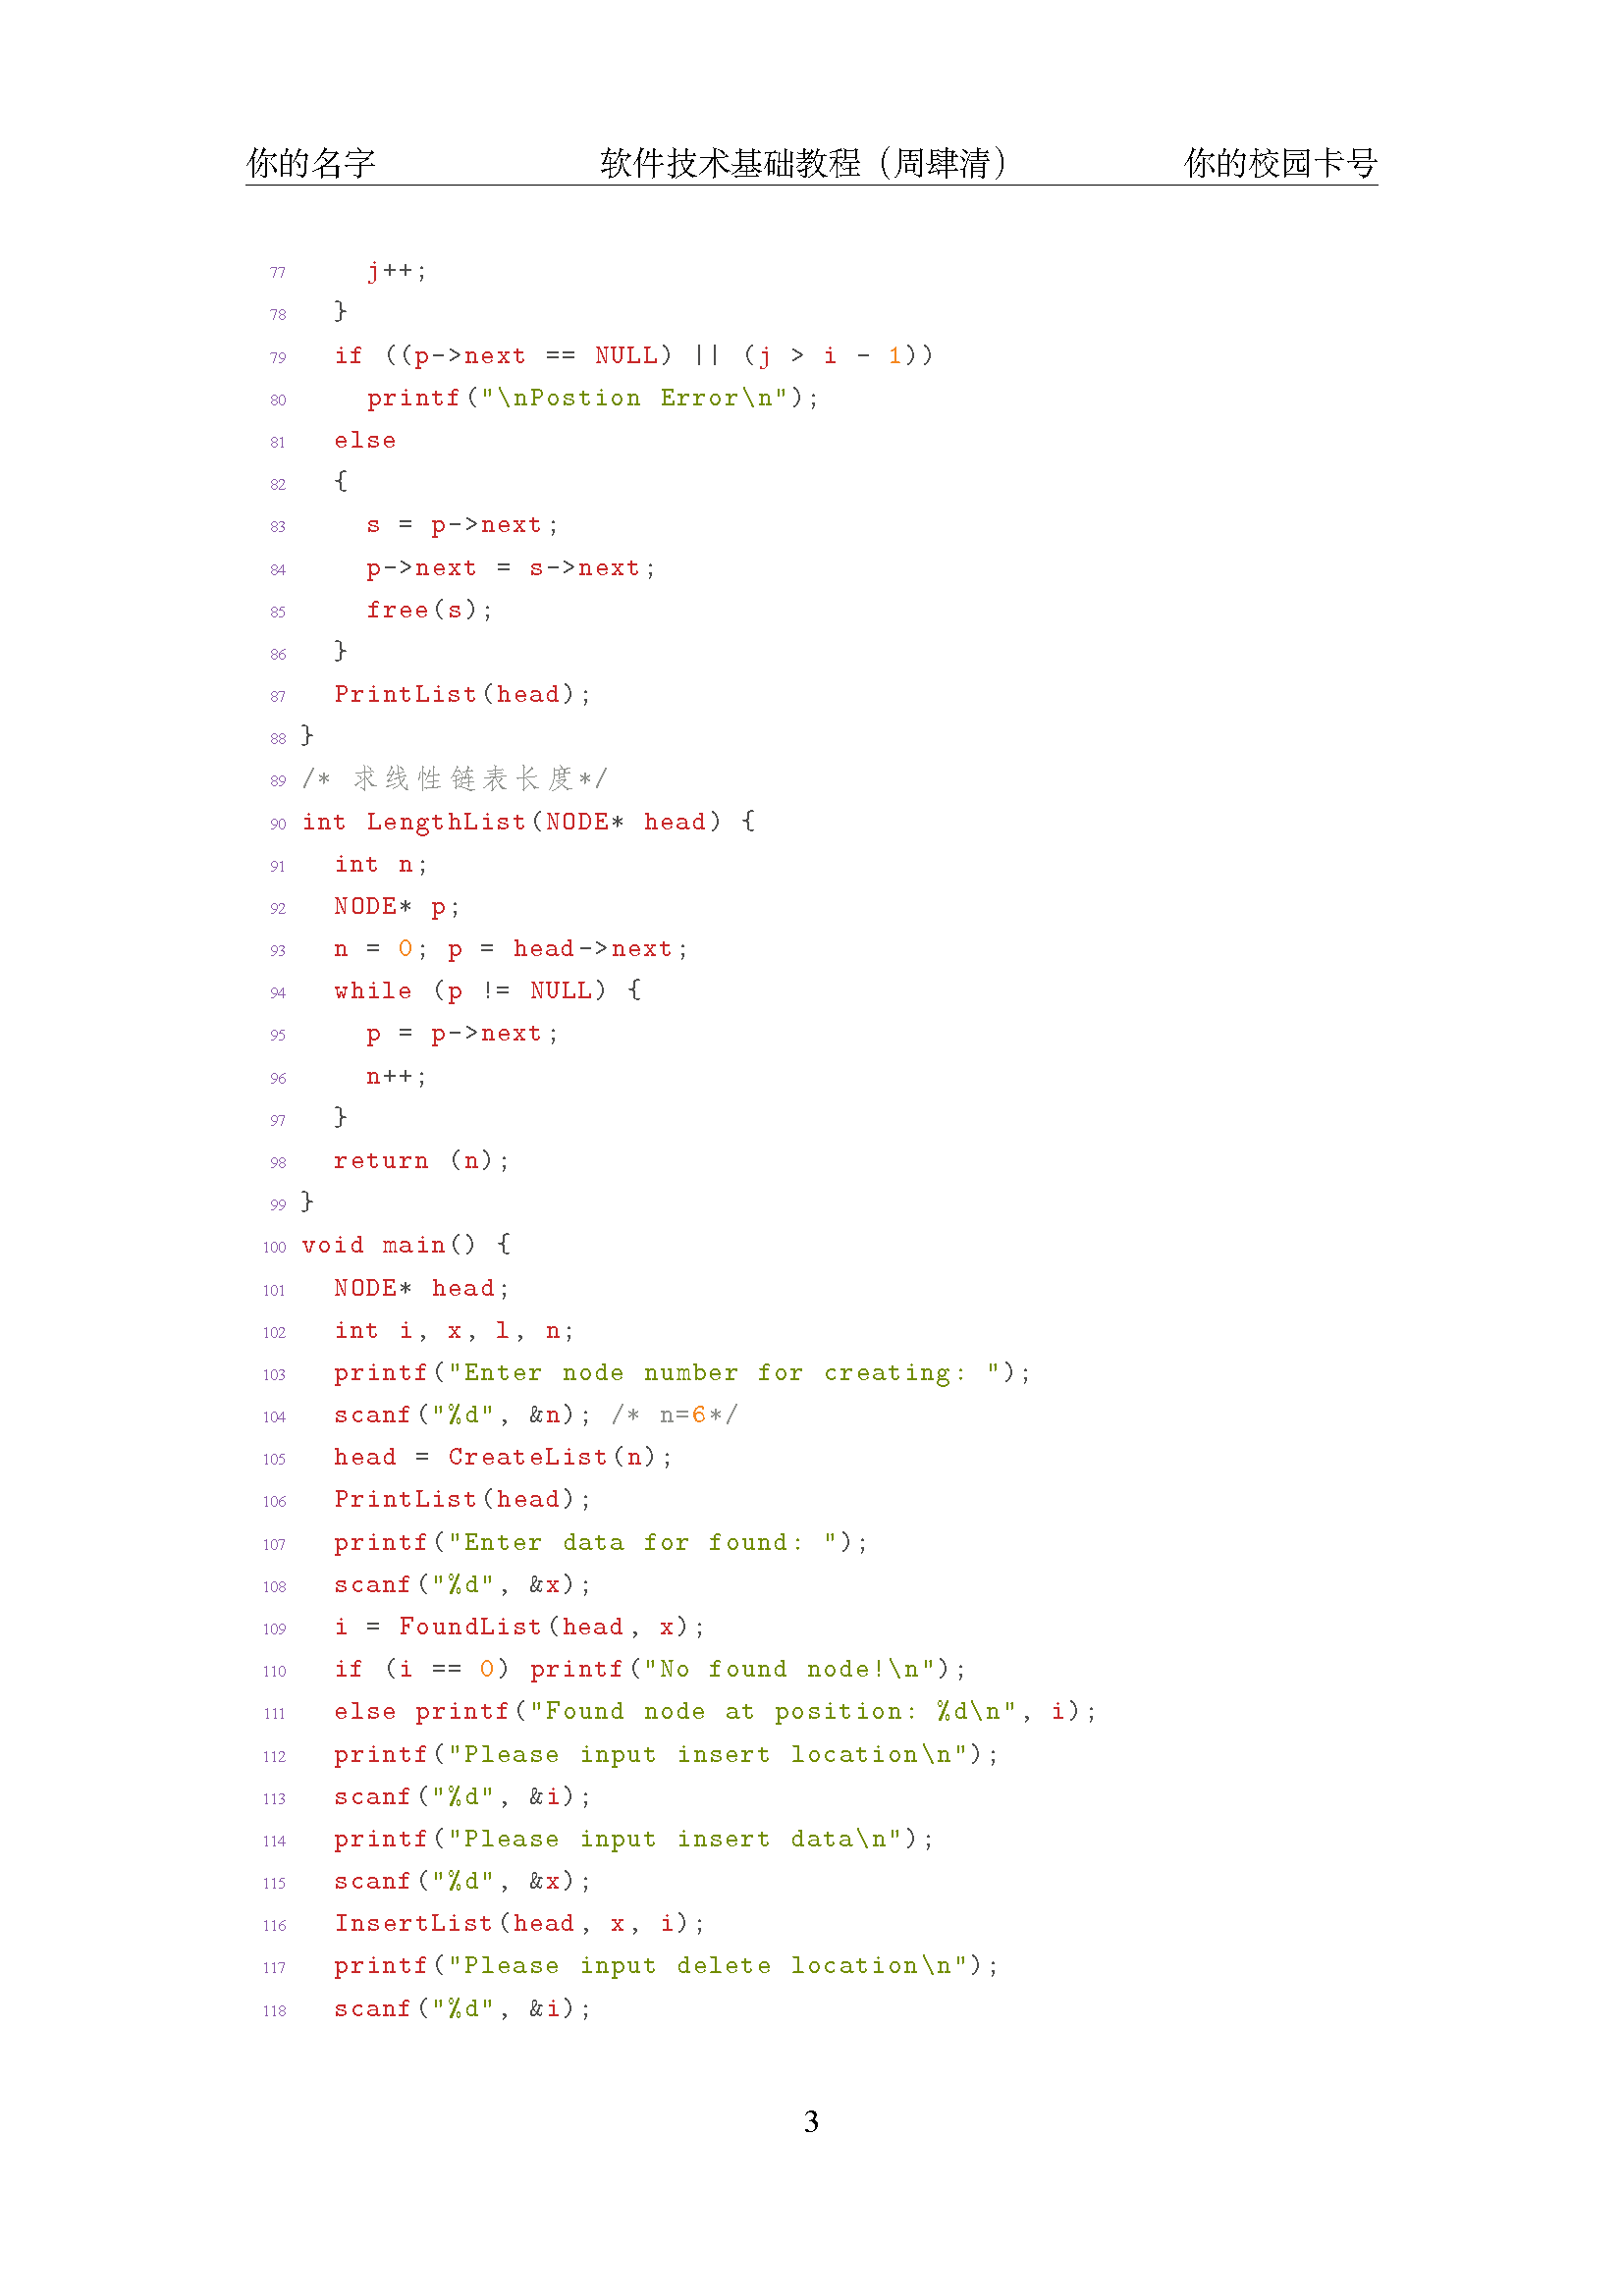 你的名字 软件技术基础教程（周肆清） 你的校园卡号
77     j++;
78   }
79   if ((p->next == NULL) || (j > i - 1))
80     printf("\nPostion Error\n");
81   else
82   {
83     s = p->next;
84     p->next = s->next;
85     free(s);
86   }
87   PrintList(head);
88 }
89 /* 求线性链表长度*/
90 int LengthList(NODE* head) {
91   int n;
92   NODE* p;
93   n = 0; p = head->next;
94   while (p != NULL) {
95     p = p->next;
96     n++;
97   }
98   return (n);
99 }
100 void main() {
101   NODE* head;
102   int i, x, l, n;
103   printf("Enter node number for creating: ");
104   scanf("%d", &n); /* n=6*/
105   head = CreateList(n);
106   PrintList(head);
107   printf("Enter data for found: ");
108   scanf("%d", &x);
109   i = FoundList(head, x);
110   if (i == 0) printf("No found node!\n");
111   else printf("Found node at position: %d\n", i);
112   printf("Please input insert location\n");
113   scanf("%d", &i);
114   printf("Please input insert data\n");
115   scanf("%d", &x);
116   InsertList(head, x, i);
117   printf("Please input delete location\n");
118   scanf("%d", &i);
3